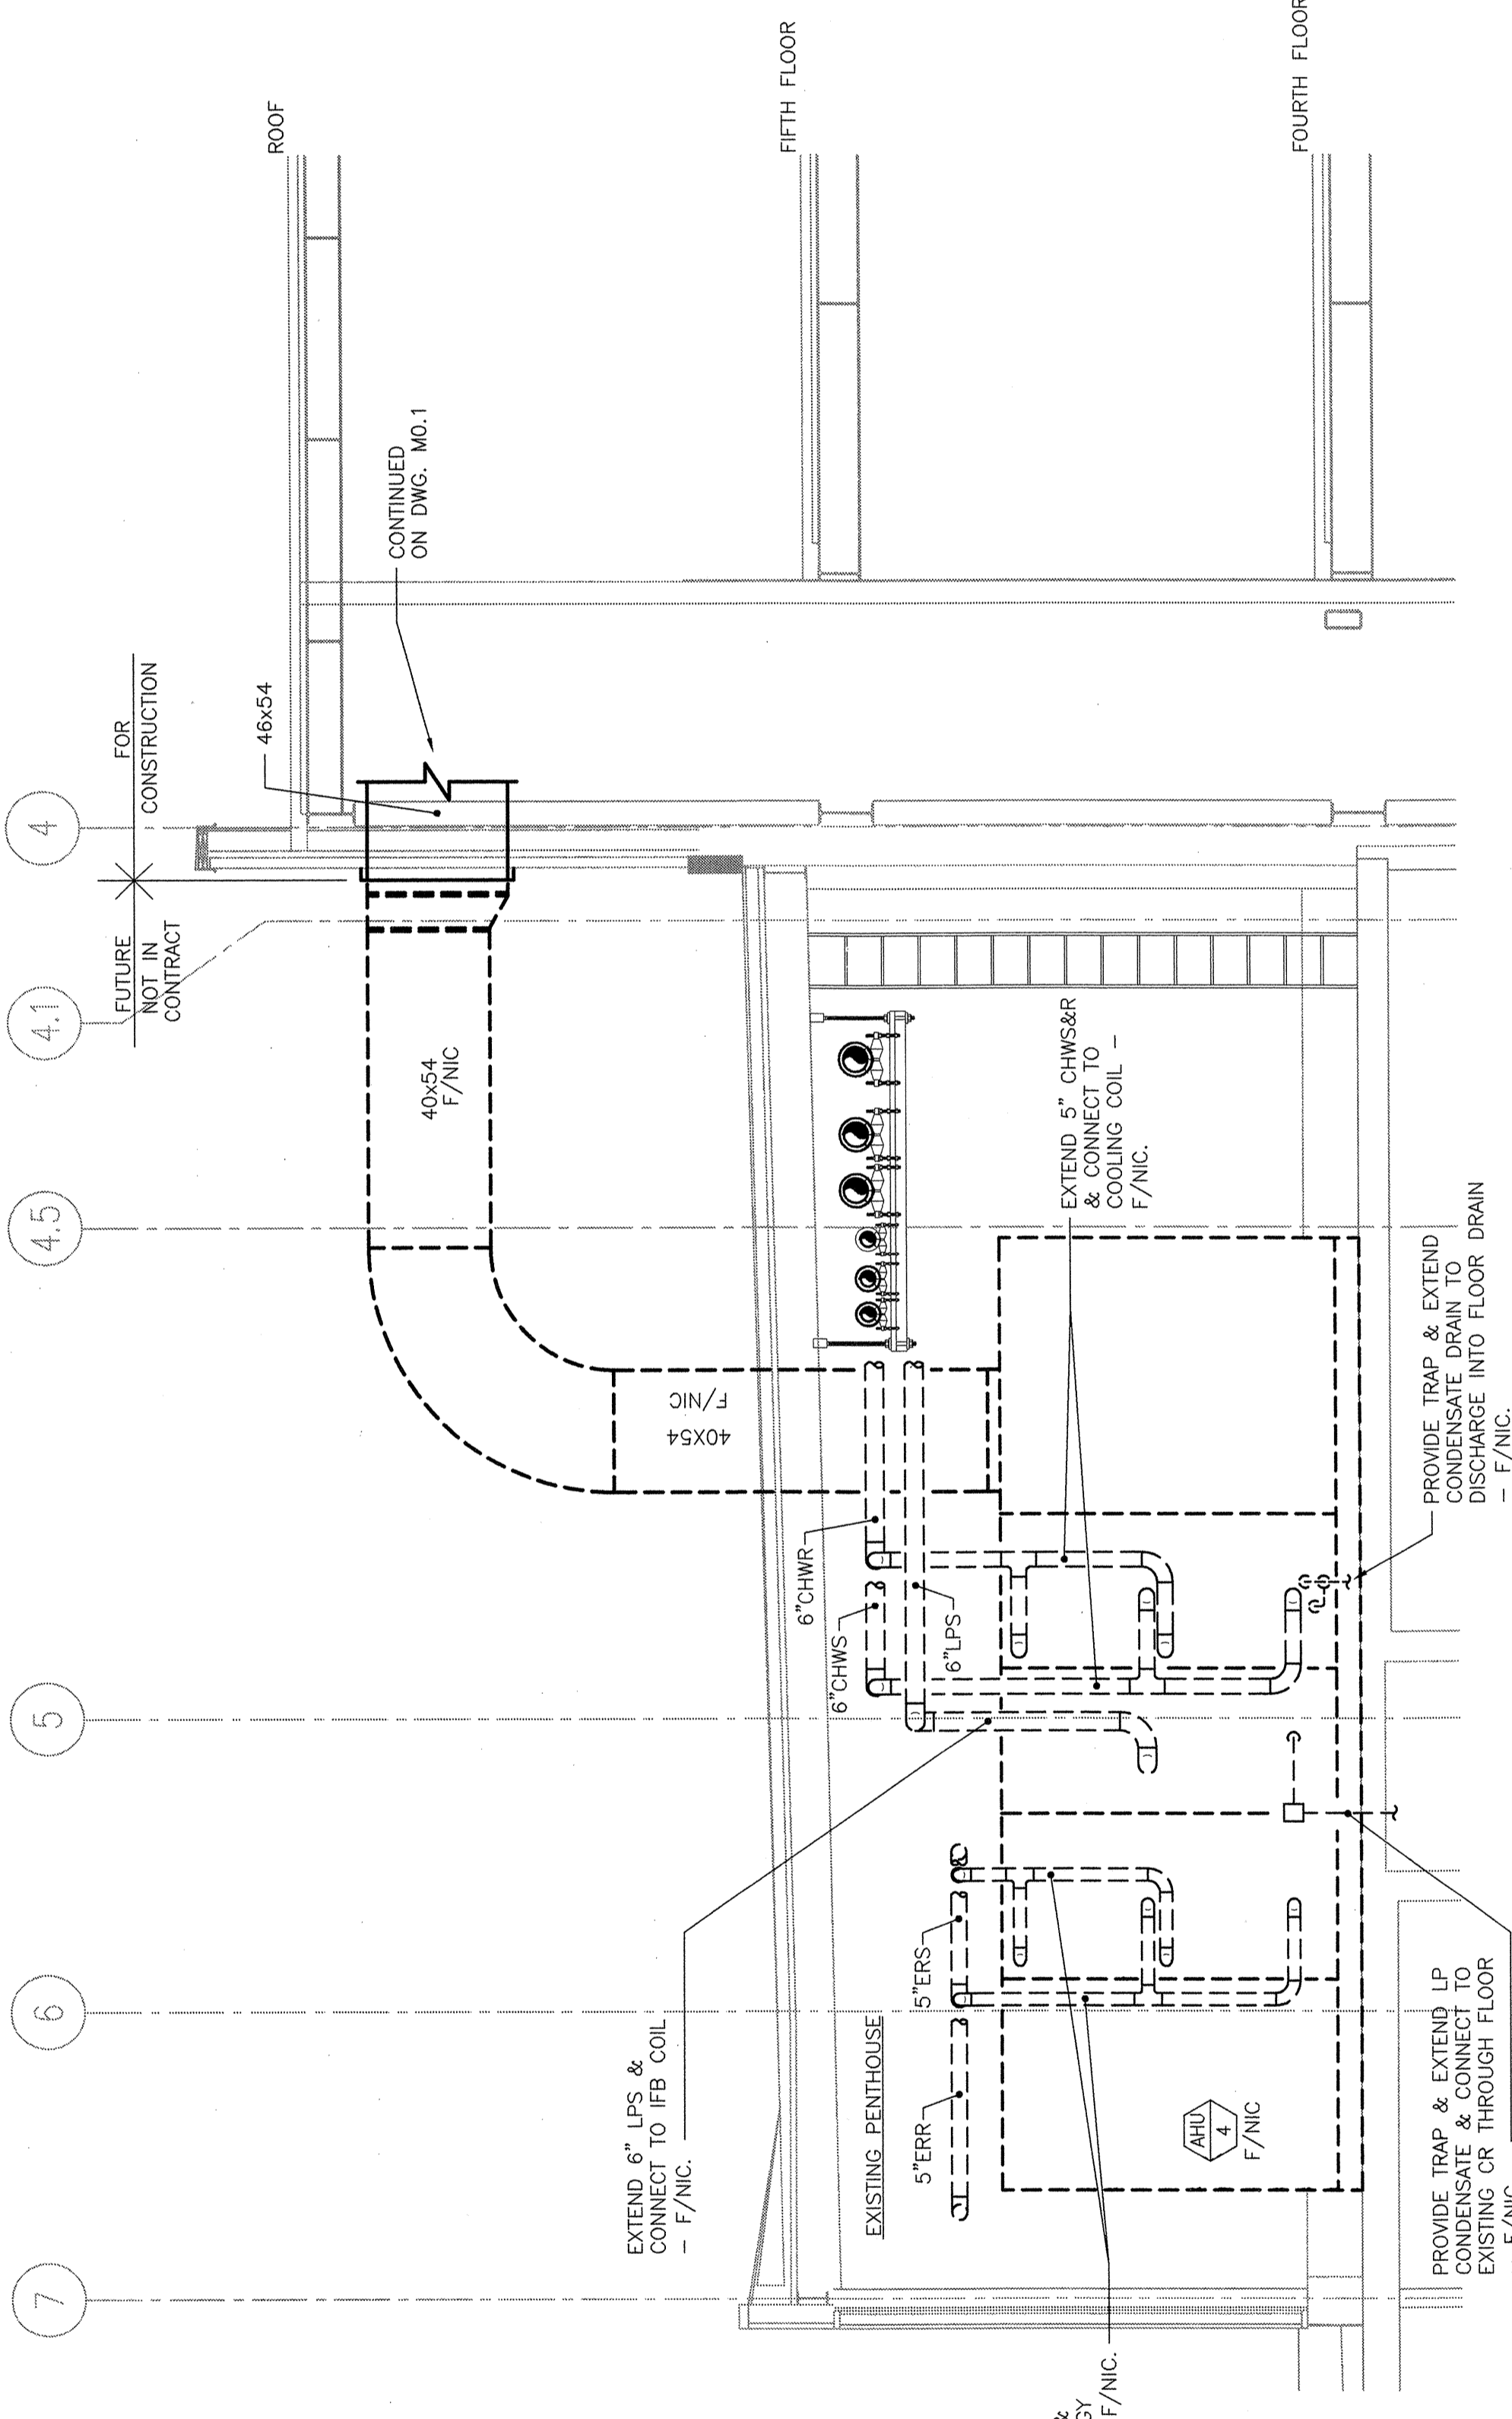 7
6
5
4.5
4.1
4
FUTURE
NOT IN
CONTRACT
FOR
CONSTRUCTION
ROOF
46x54
CONTINUED
ON DWG. M0.1
40x54
F/NIC
FIFTH FLOOR
40X54
F/NIC
EXTEND 6" LPS &
CONNECT TO IFB COIL
- F/NIC.
6"CHWR
6"CHWS
6"LPS
EXISTING PENTHOUSE
5"ERS
5"ERR
EXTEND 5" CHWS&R
& CONNECT TO
COOLING COIL -
F/NIC.
AHU
4
F/NIC
FOURTH FLOOR
&
GY
F/NIC.
PROVIDE TRAP & EXTEND
CONDENSATE DRAIN TO
DISCHARGE INTO FLOOR DRAIN
- F/NIC.
PROVIDE TRAP & EXTEND LP
CONDENSATE & CONNECT TO
EXISTING CR THROUGH FLOOR
- F/NIC.